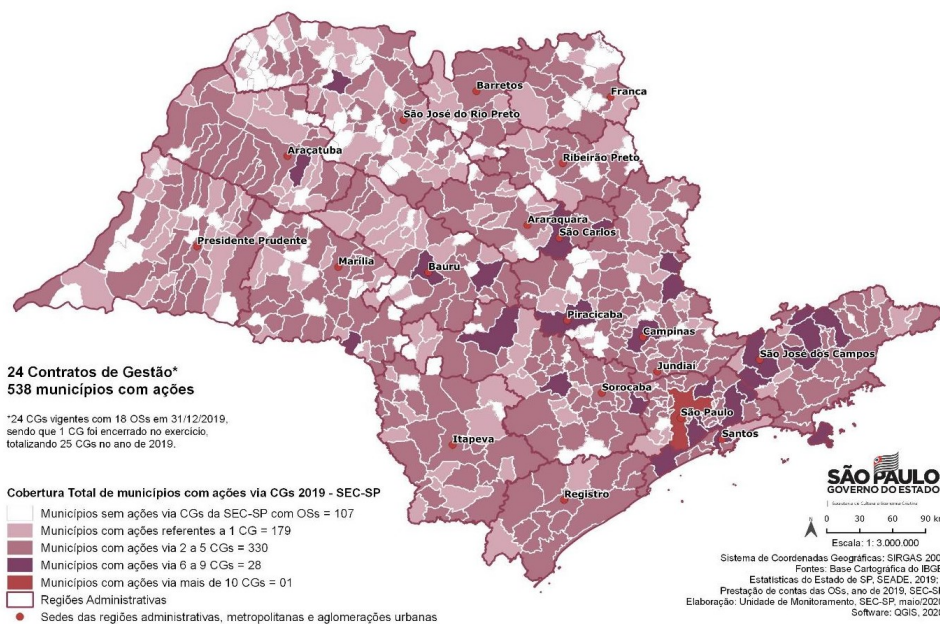 Barretos
Franca
São José do Rio Preto
Araçatuba
Ribeirão Preto
Araraquara
São Carlos
Presidente Prudente
Marília
Bauru
Piracicaba
Campinas
São José dos Campos
Jundiaí
Sorocaba
São Paulo
Santos
Itapeva
Registro
24 Contratos de Gestão*
538 municípios com ações
*24 CGs vigentes com 18 OSs em 31/12/2019,
sendo que 1 CG foi encerrado no exercício,
totalizando 25 CGs no ano de 2019.
Cobertura Total de municípios com ações via CGs 2019 - SEC-SP
Municípios sem ações via CGs da SEC-SP com OSs = 107
Municípios com ações referentes a 1 CG = 179
Municípios com ações via 2 a 5 CGs = 330
Municípios com ações via 6 a 9 CGs = 28
Municípios com ações via mais de 10 CGs = 01
Regiões Administrativas
Sedes das regiões administrativas, metropolitanas e aglomerações urbanas
SÃO PAULO
GOVERNO DO ESTADO
Secretaria de Cultura e Economia Criativa
N
0 30 60 90 km
Escala: 1: 3.000.000
Sistema de Coordenadas Geográficas: SIRGAS 200
Fontes: Base Cartográfica do IBGE
Estatísticas do Estado de SP, SEADE, 2019;
Prestação de contas das OSs, ano de 2019, SEC-SP
Elaboração: Unidade de Monitoramento, SEC-SP, maio/2020
Software: QGIS, 2020